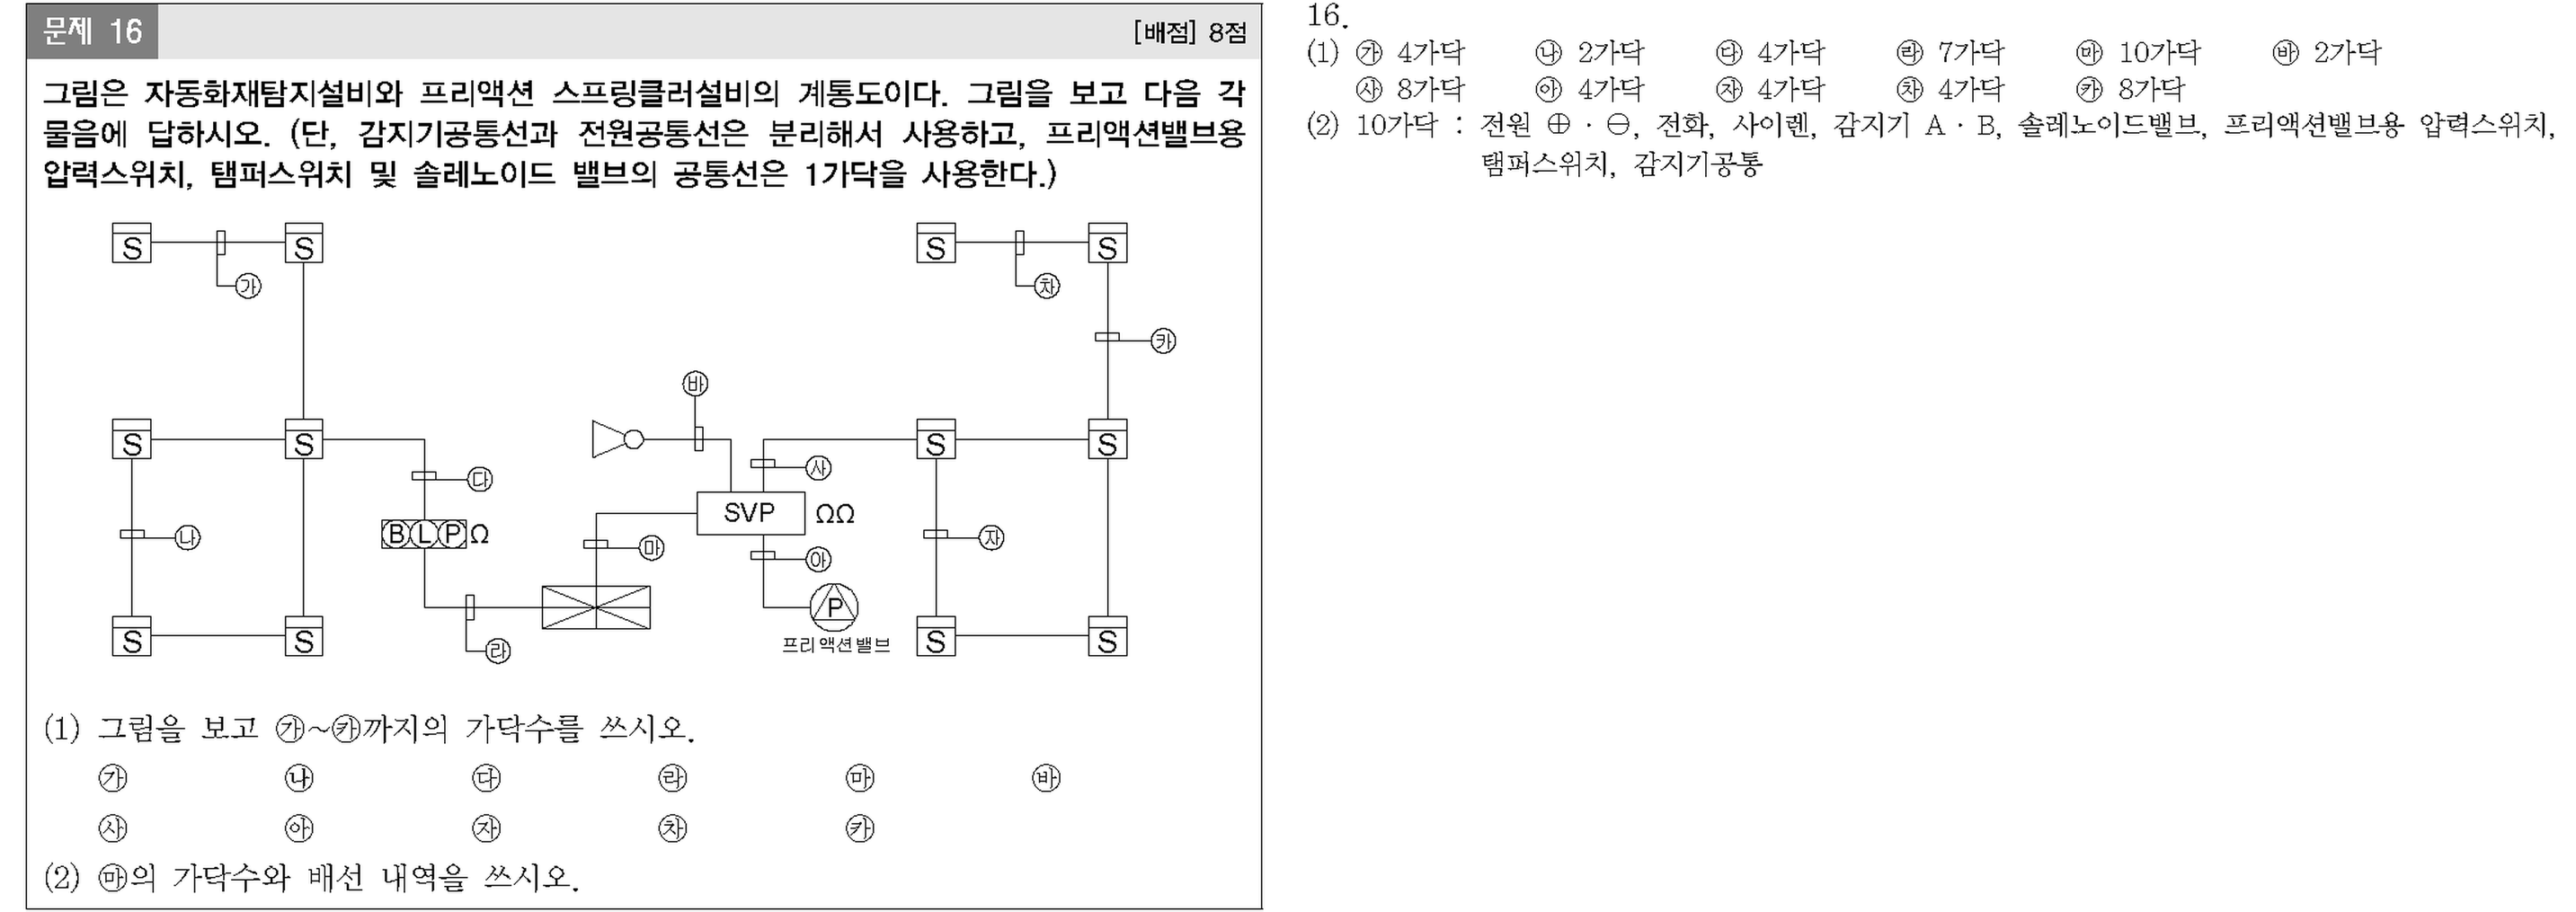 문제 16 [배점] 8점
그림은 자동화재탐지설비와 프리액션 스프링클러설비의 계통도이다. 그림을 보고 다음 각
물음에 답하시오. (단, 감지기공통선과 전원공통선은 분리해서 사용하고, 프리액션밸브용
압력스위치, 탬퍼스위치 및 솔레노이드 밸브의 공통선은 1가닥을 사용한다.)
S S S S
㉮ ㉷
㉸
㉳
S S S S
㉰ ㉴
SVP ΩΩ
B L P Ω
㉯ ㉲ ㉵ ㉶
P
프리액션밸브
S S S S
㉱
(1) 그림을 보고 ㉮~㉸까지의 가닥수를 쓰시오.
㉮ ㉯ ㉰ ㉱ ㉲ ㉳
㉴ ㉵ ㉶ ㉷ ㉸
(2) ㉲의 가닥수와 배선 내역을 쓰시오.
16.
(1) ㉮ 4가닥 ㉯ 2가닥 ㉰ 4가닥 ㉱ 7가닥 ㉲ 10가닥 ㉳ 2가닥
㉴ 8가닥 ㉵ 4가닥 ㉶ 4가닥 ㉷ 4가닥 ㉸ 8가닥
(2) 10가닥 : 전원 ⊕ · ⊖, 전화, 사이렌, 감지기 A · B, 솔레노이드밸브, 프리액션밸브용 압력스위치,
탬퍼스위치, 감지기공통